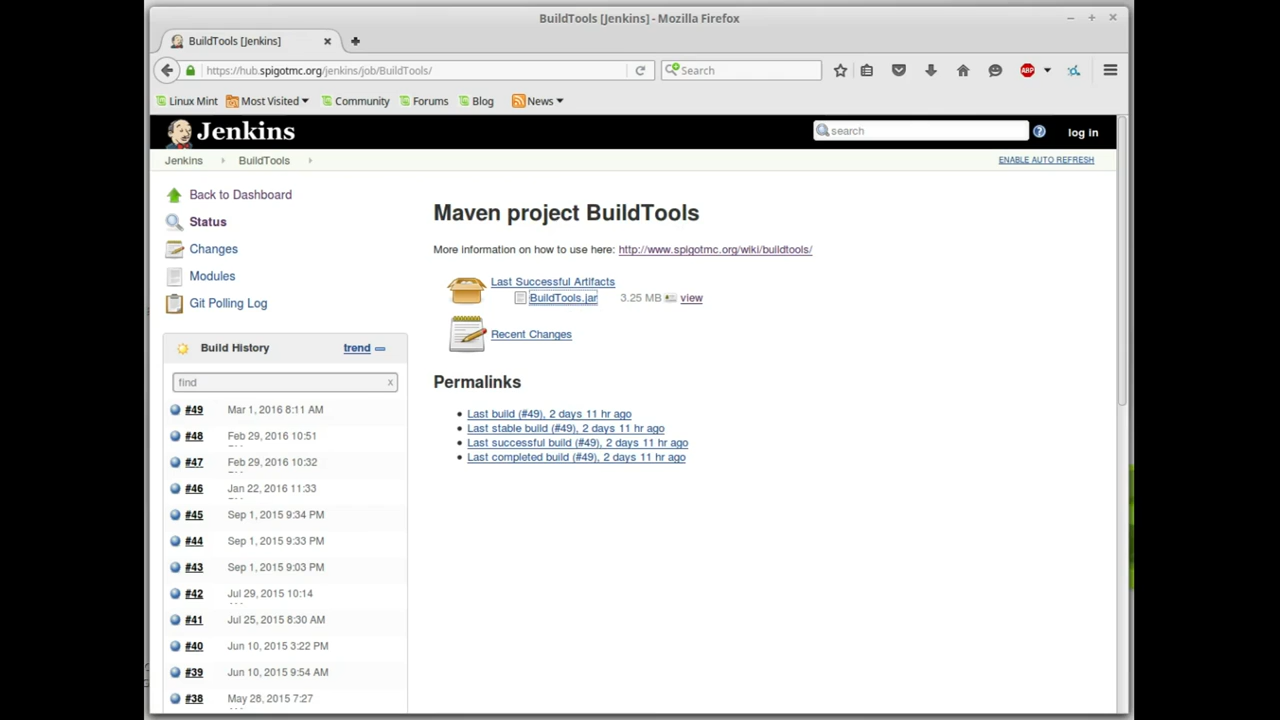 BuildTools [Jenkins] - Mozilla Firefox
BuildTools [Jenkins]
https://hub.spigotmc.org/jenkins/job/BuildTools/
Search
ABP
Linux Mint Most Visited Community Forums Blog News
Jenkins
search
log in
Jenkins BuildTools
ENABLE AUTO REFRESH
Back to Dashboard
Status
Changes
Modules
Git Polling Log
Build History trend
find x
#49 Mar 1, 2016 8:11 AM
#48 Feb 29, 2016 10:51
#47 Feb 29, 2016 10:32
#46 Jan 22, 2016 11:33
#45 Sep 1, 2015 9:34 PM
#44 Sep 1, 2015 9:33 PM
#43 Sep 1, 2015 9:03 PM
#42 Jul 29, 2015 10:14
#41 Jul 25, 2015 8:30 AM
#40 Jun 10, 2015 3:22 PM
#39 Jun 10, 2015 9:54 AM
#38 May 28, 2015 7:27
Maven project BuildTools
More information on how to use here: http://www.spigotmc.org/wiki/buildtools/
Last Successful Artifacts
BuildTools.jar 3.25 MB view
Recent Changes
Permalinks
Last build (#49), 2 days 11 hr ago
Last stable build (#49), 2 days 11 hr ago
Last successful build (#49), 2 days 11 hr ago
Last completed build (#49), 2 days 11 hr ago